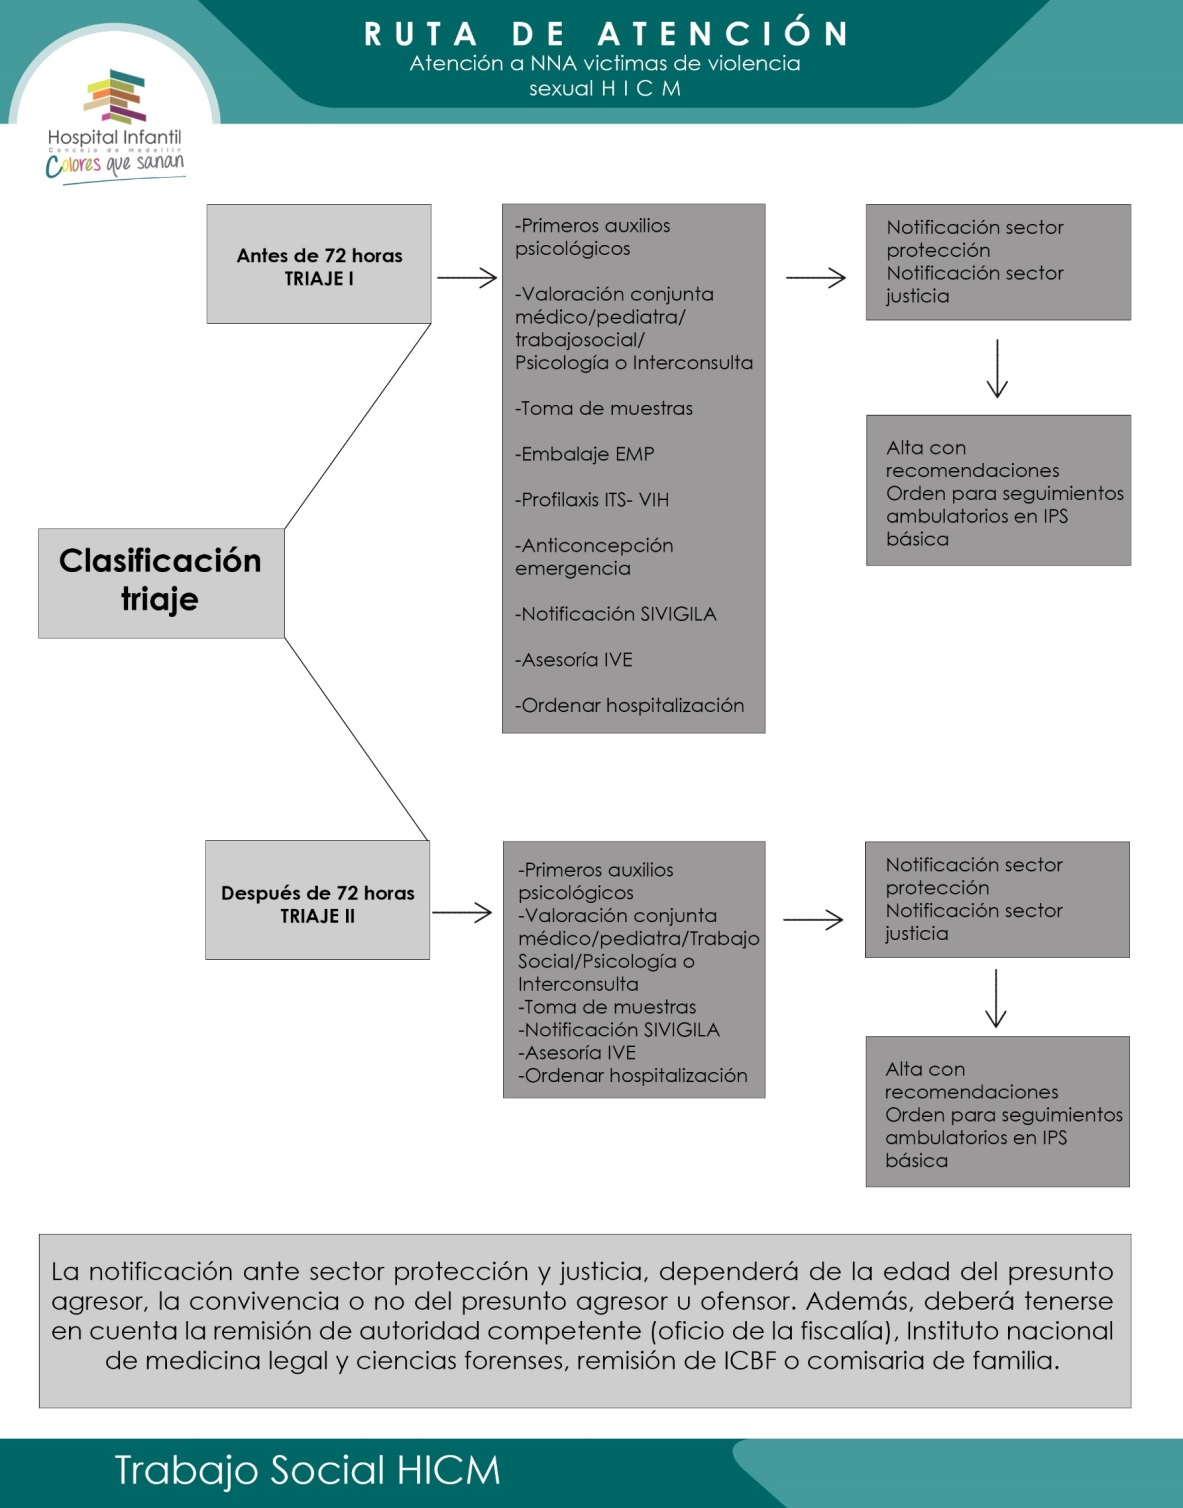 RUTA DE ATENCIÓN
Atención a NNA victimas de violencia
sexual H I C M
Hospital Infantil
Concejo de Medellín
Colores que sanan
Antes de 72 horas
TRIAJE I
-Primeros auxilios
psicológicos
-Valoración conjunta
médico/pediatra/
trabajosocial/
Psicología o Interconsulta
-Toma de muestras
-Embalaje EMP
-Profilaxis ITS- VIH
-Anticoncepción
emergencia
-Notificación SIVIGILA
-Asesoría IVE
-Ordenar hospitalización
Notificación sector
protección
Notificación sector
justicia
Alta con
recomendaciones
Orden para seguimientos
ambulatorios en IPS
básica
Clasificación
triaje
Después de 72 horas
TRIAJE II
-Primeros auxilios
psicológicos
-Valoración conjunta
médico/pediatra/Trabajo
Social/Psicología o
Interconsulta
-Toma de muestras
-Notificación SIVIGILA
-Asesoría IVE
-Ordenar hospitalización
Notificación sector
protección
Notificación sector
justicia
Alta con
recomendaciones
Orden para seguimientos
ambulatorios en IPS
básica
La notificación ante sector protección y justicia, dependerá de la edad del presunto
agresor, la convivencia o no del presunto agresor u ofensor. Además, deberá tenerse
en cuenta la remisión de autoridad competente (oficio de la fiscalía), Instituto nacional
de medicina legal y ciencias forenses, remisión de ICBF o comisaria de familia.
Trabajo Social HICM